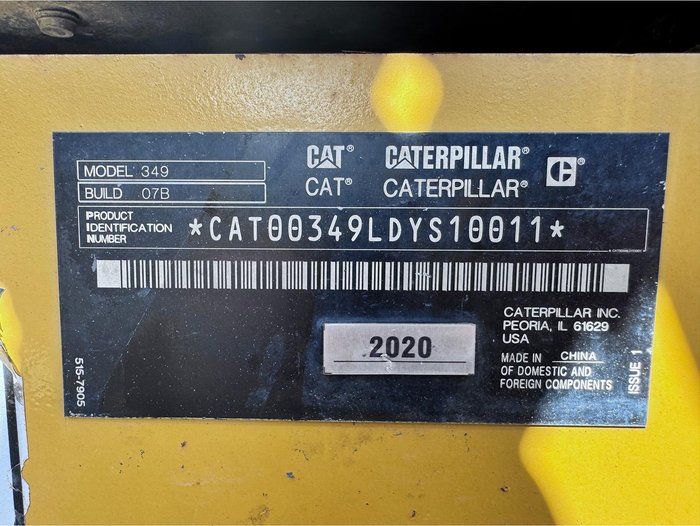 MODEL 349
BUILD 07B
CAT® CATERPILLAR® C®
CAT® CATERPILLAR®
PRODUCT
IDENTIFICATION
NUMBER
*CAT00349LDYS10011*
CATERPILLAR INC.
PEORIA, IL 61629
USA
2020
MADE IN CHINA
OF DOMESTIC AND
FOREIGN COMPONENTS
515-7905
ISSUE 1